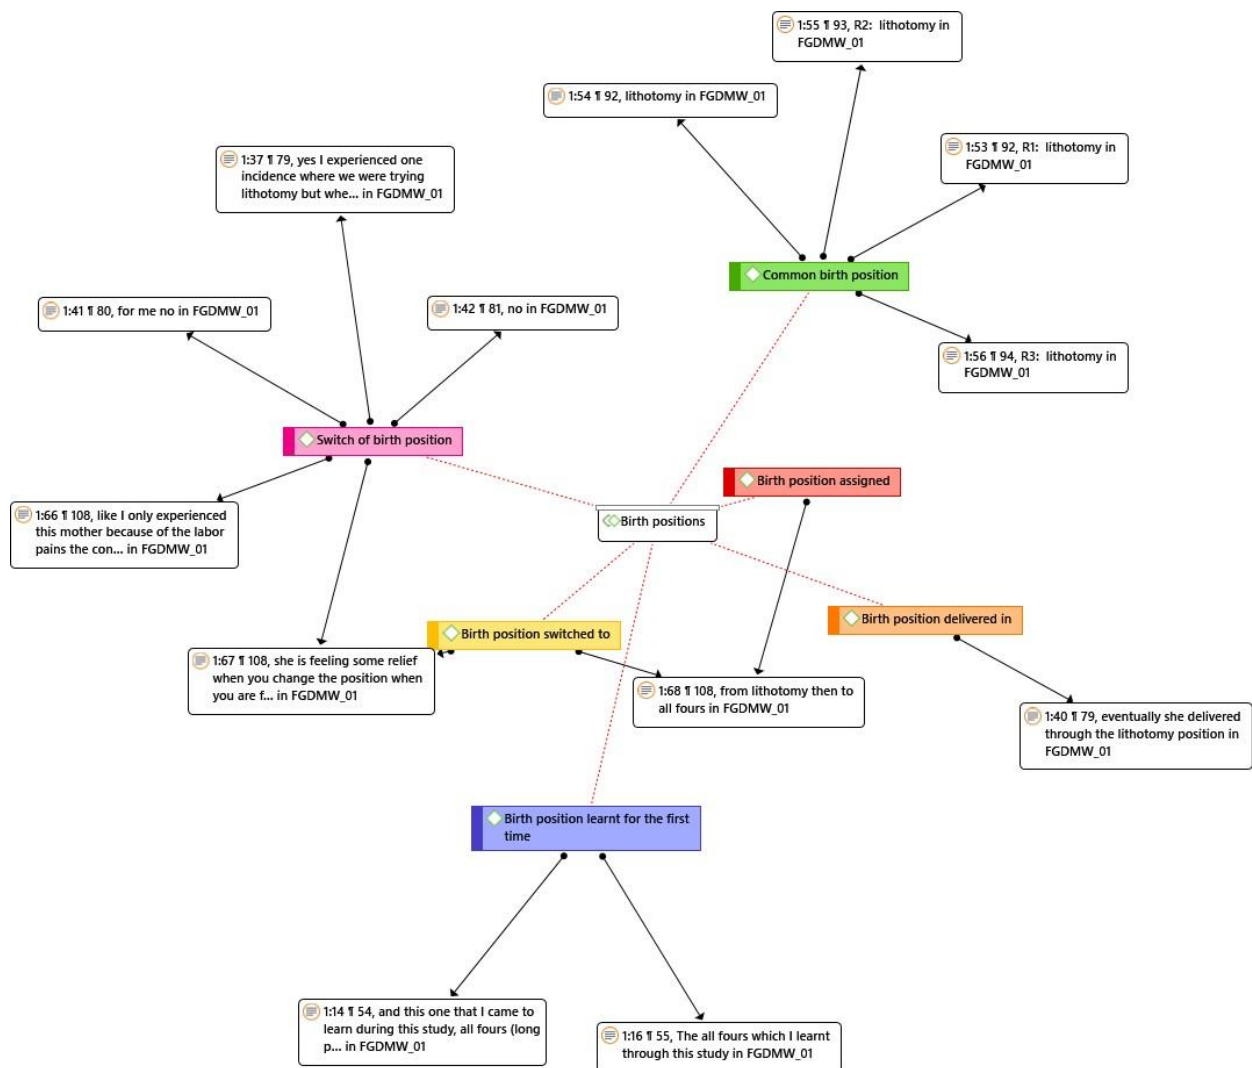 1:55 ¶ 93, R2:  lithotomy in
FGDMW_01
1:54 ¶ 92, lithotomy in FGDMW_01
1:53 ¶ 92, R1:  lithotomy in
FGDMW_01
1:37 ¶ 79, yes I experienced one
incidence where we were trying
lithotomy but whe... in FGDMW_01
Common birth position
1:41 ¶ 80, for me no in FGDMW_01
1:42 ¶ 81, no in FGDMW_01
1:56 ¶ 94, R3:  lithotomy in
FGDMW_01
Switch of birth position
Birth position assigned
1:66 ¶ 108, like I only experienced
this mother because of the labor
pains the con... in FGDMW_01
Birth positions
Birth position switched to
Birth position delivered in
1:67 ¶ 108, she is feeling some relief
when you change the position when
you are f... in FGDMW_01
1:68 ¶ 108, from lithotomy then to
all fours in FGDMW_01
1:40 ¶ 79, eventually she delivered
through the lithotomy position in
FGDMW_01
Birth position learnt for the first
time
1:14 ¶ 54, and this one that I came to
learn during this study, all fours (long
p... in FGDMW_01
1:16 ¶ 55, The all fours which I learnt
through this study in FGDMW_01